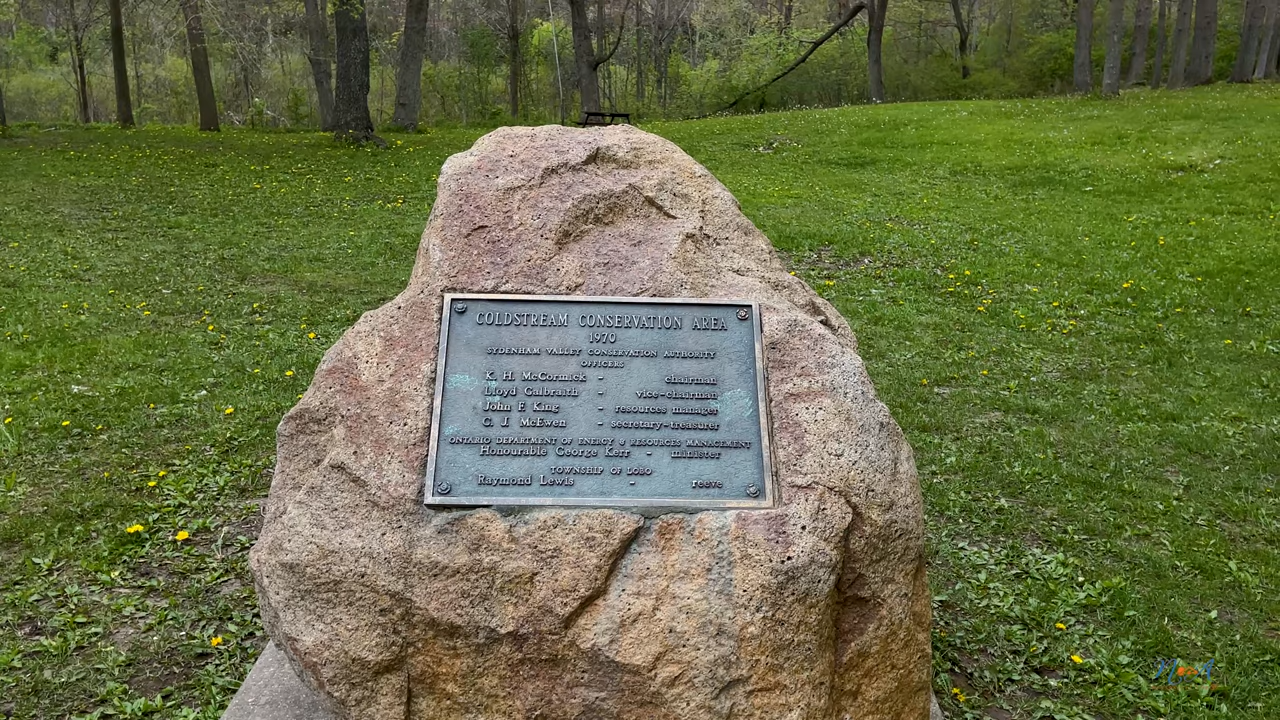 COLDSTREAM CONSERVATION AREA
1970
SYDENHAM VALLEY CONSERVATION AUTHORITY
OFFICERS
K. H. McCormick - chairman
Lloyd Galbraith - vice-chairman
John F. King - resources manager
C. J. McEwen - secretary-treasurer
ONTARIO DEPARTMENT OF ENERGY & RESOURCES MANAGEMENT
Honourable George Kerr - minister
TOWNSHIP OF LOBO
Raymond Lewis - reeve